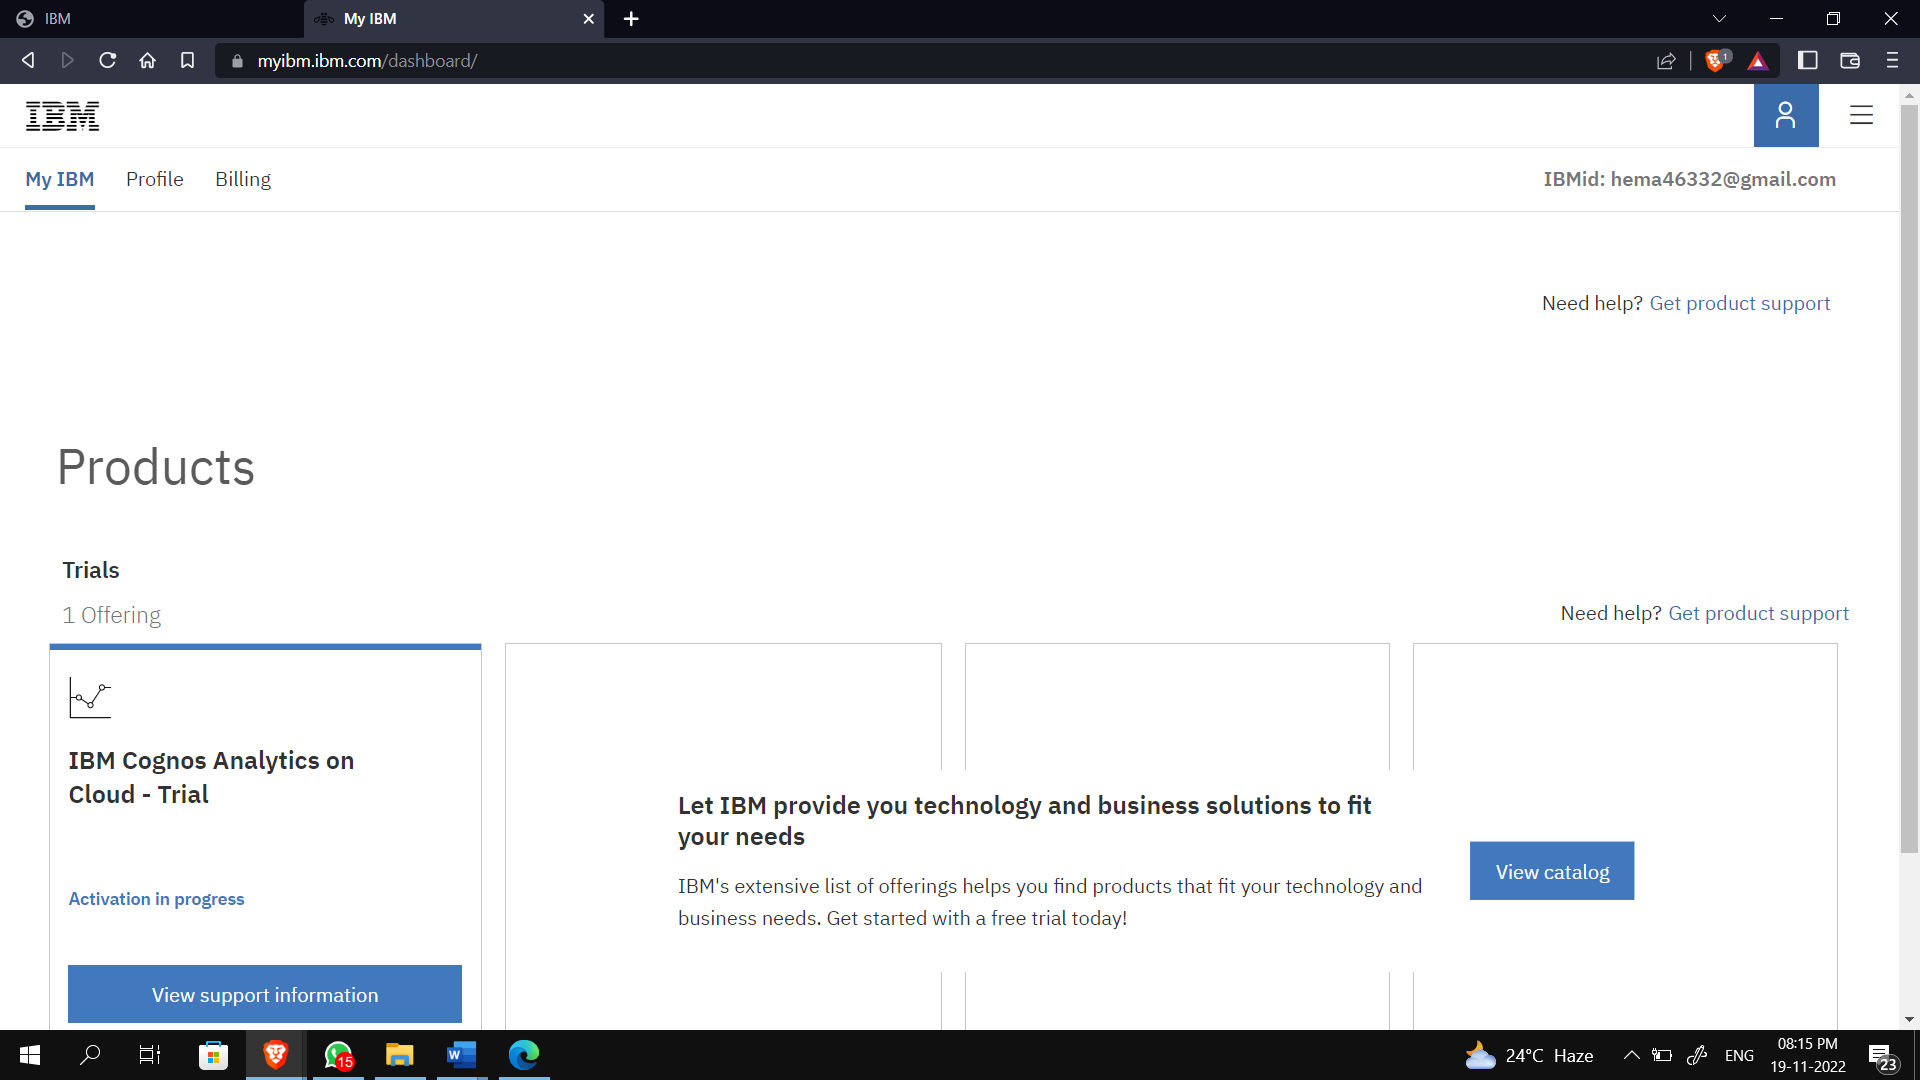 IBM
My IBM
myibm.ibm.com/dashboard/
1
IBM
My IBM
Profile
Billing
IBMid: hema46332@gmail.com
Need help? Get product support
Products
Trials
1 Offering
Need help? Get product support
IBM Cognos Analytics on
Cloud - Trial
Activation in progress
View support information
Let IBM provide you technology and business solutions to fit
your needs
IBM's extensive list of offerings helps you find products that fit your technology and
business needs. Get started with a free trial today!
View catalog
15
W
24°C Haze
ENG
08:15 PM
19-11-2022
23